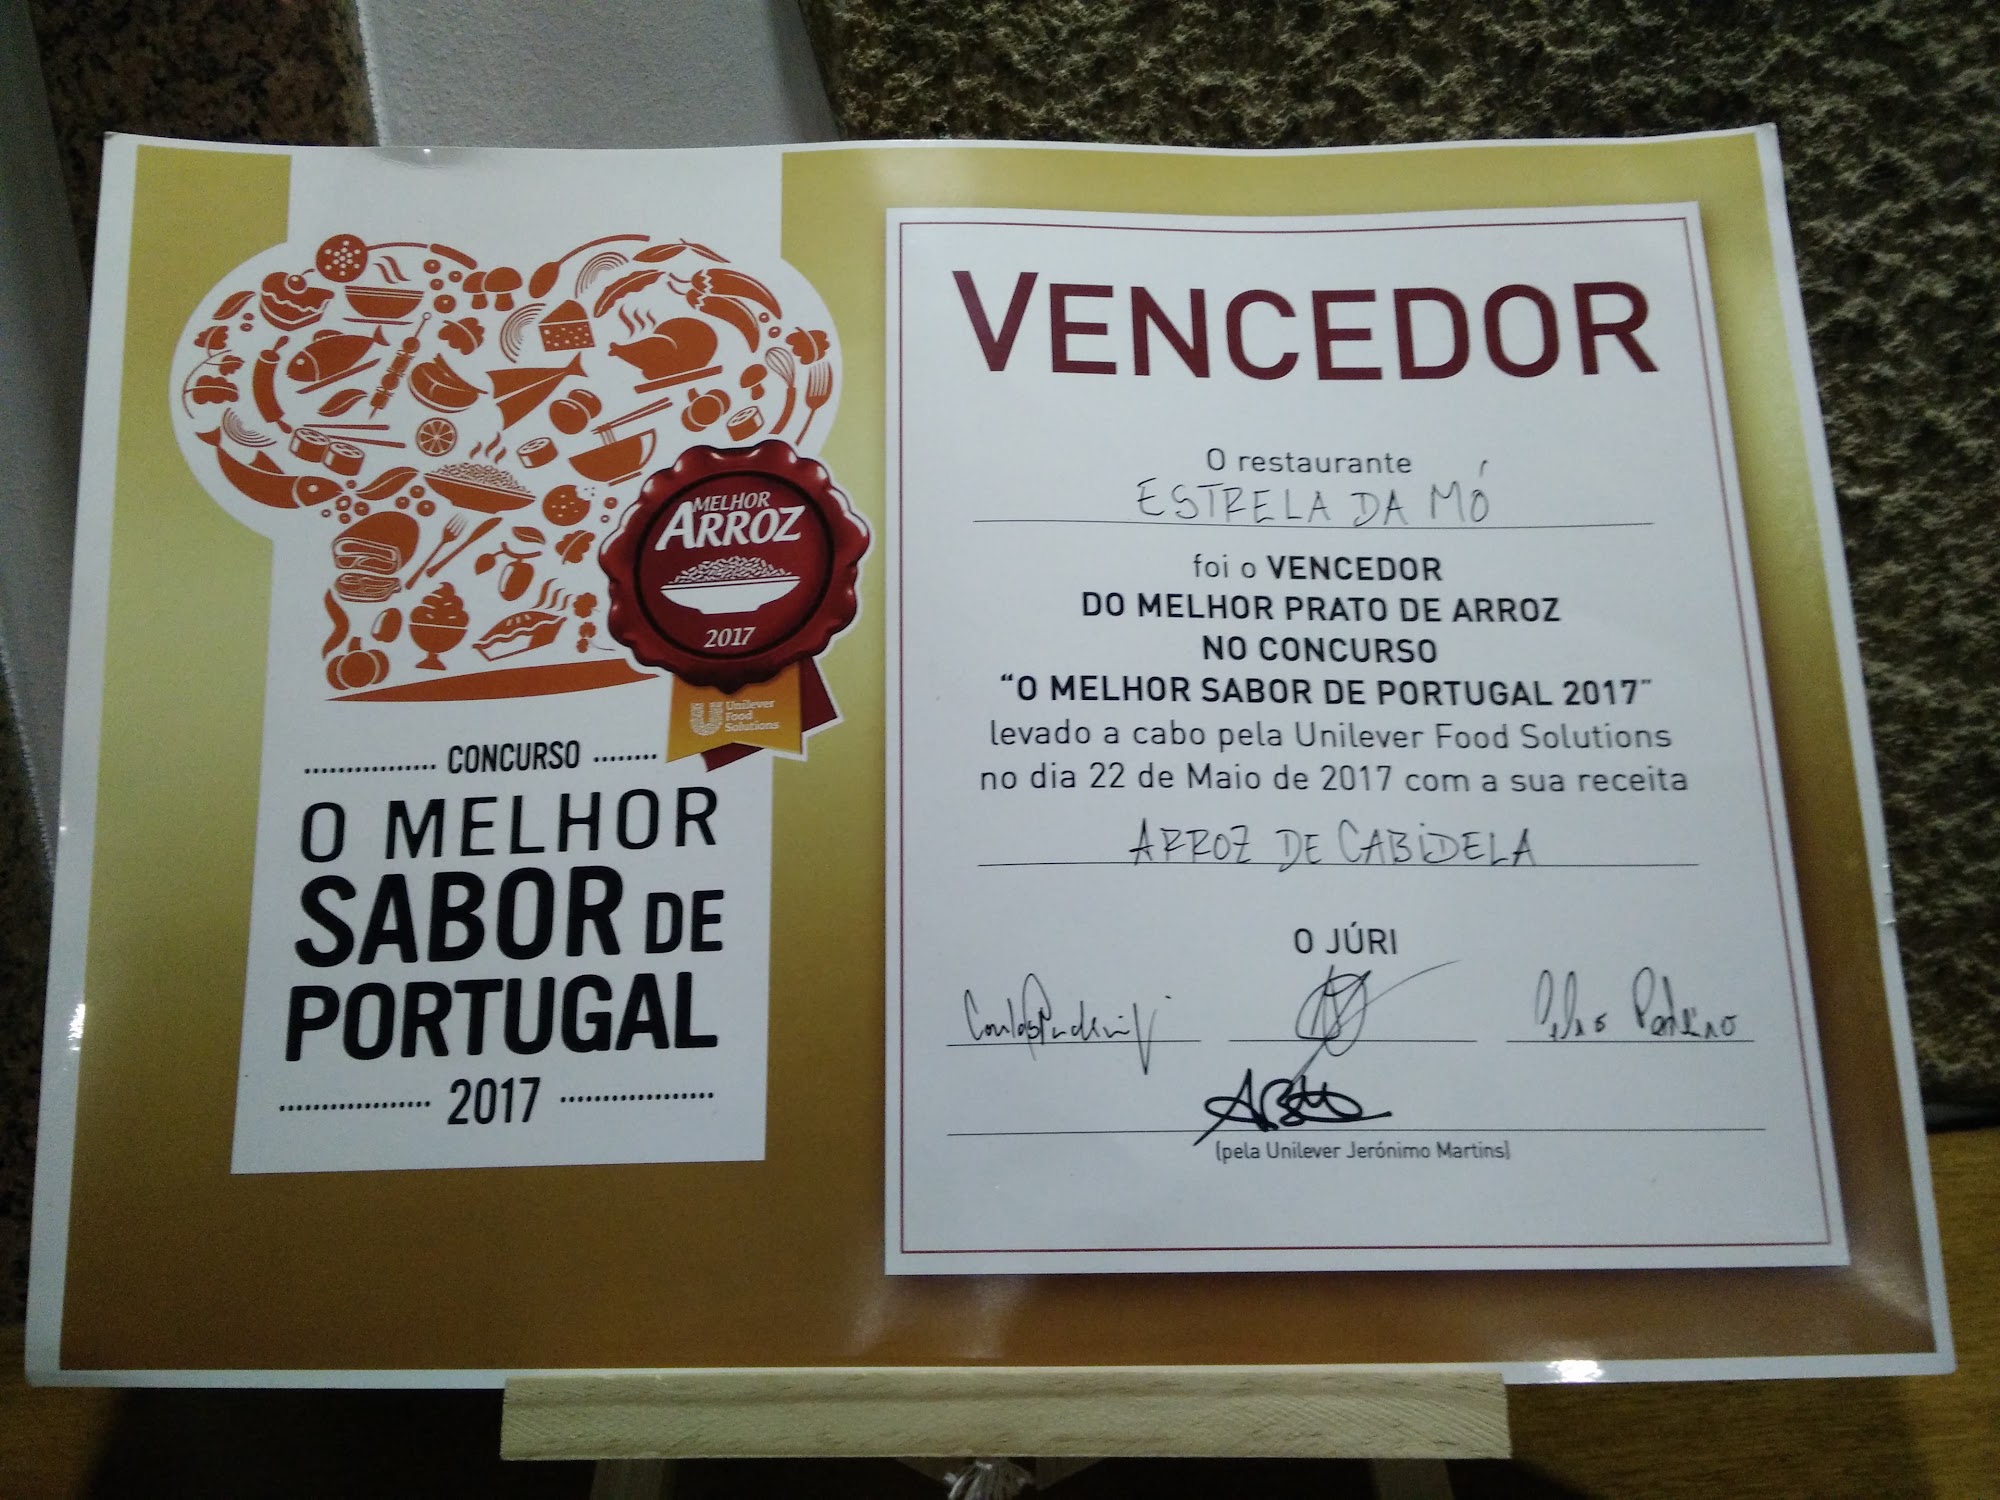 MELHOR
ARROZ
2017
Unilever
Food
Solutions
CONCURSO
O MELHOR
SABOR DE
PORTUGAL
2017
VENCEDOR
O restaurante
ESTRELA DA MÓ
foi o VENCEDOR
DO MELHOR PRATO DE ARROZ
NO CONCURSO
“O MELHOR SABOR DE PORTUGAL 2017”
levado a cabo pela Unilever Food Solutions
no dia 22 de Maio de 2017 com a sua receita
ARROZ DE CABIDELA
O JÚRI
(pela Unilever Jerónimo Martins)